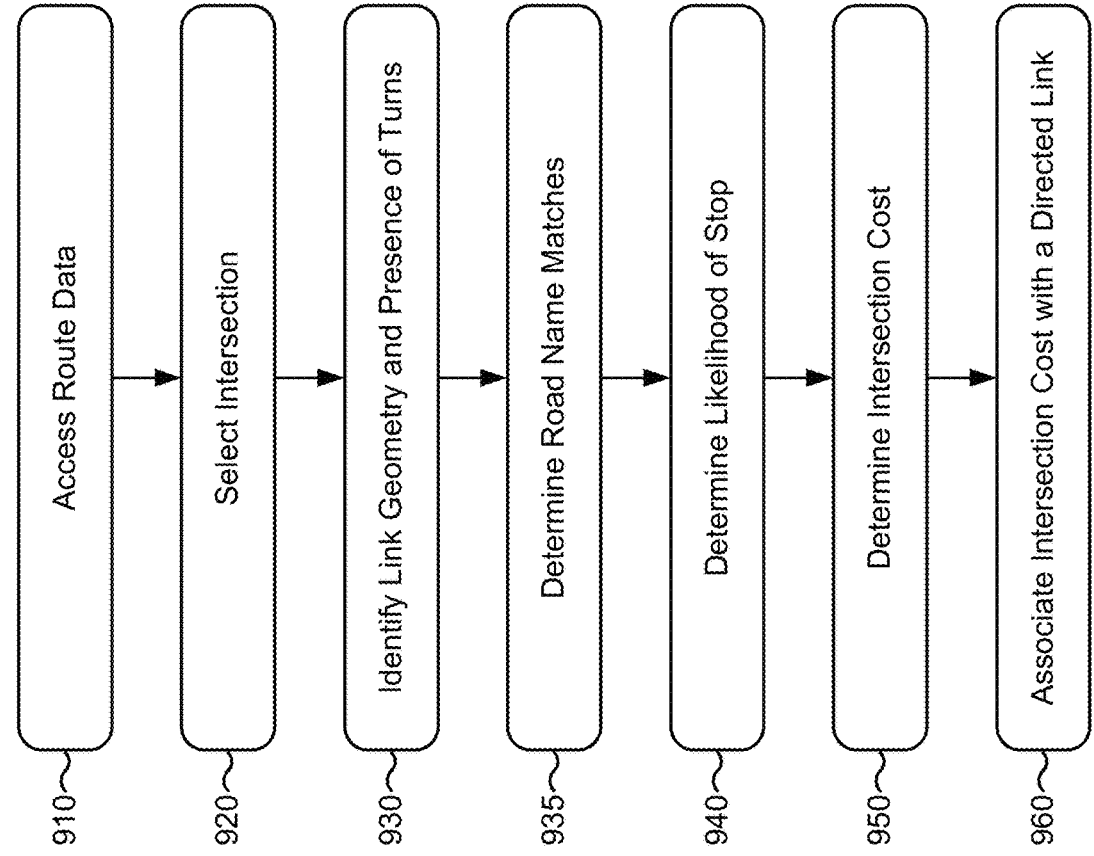 910 Access Route Data
920 Select Intersection
930 Identify Link Geometry and Presence of Turns
935 Determine Road Name Matches
940 Determine Likelihood of Stop
950 Determine Intersection Cost
960 Associate Intersection Cost with a Directed Link